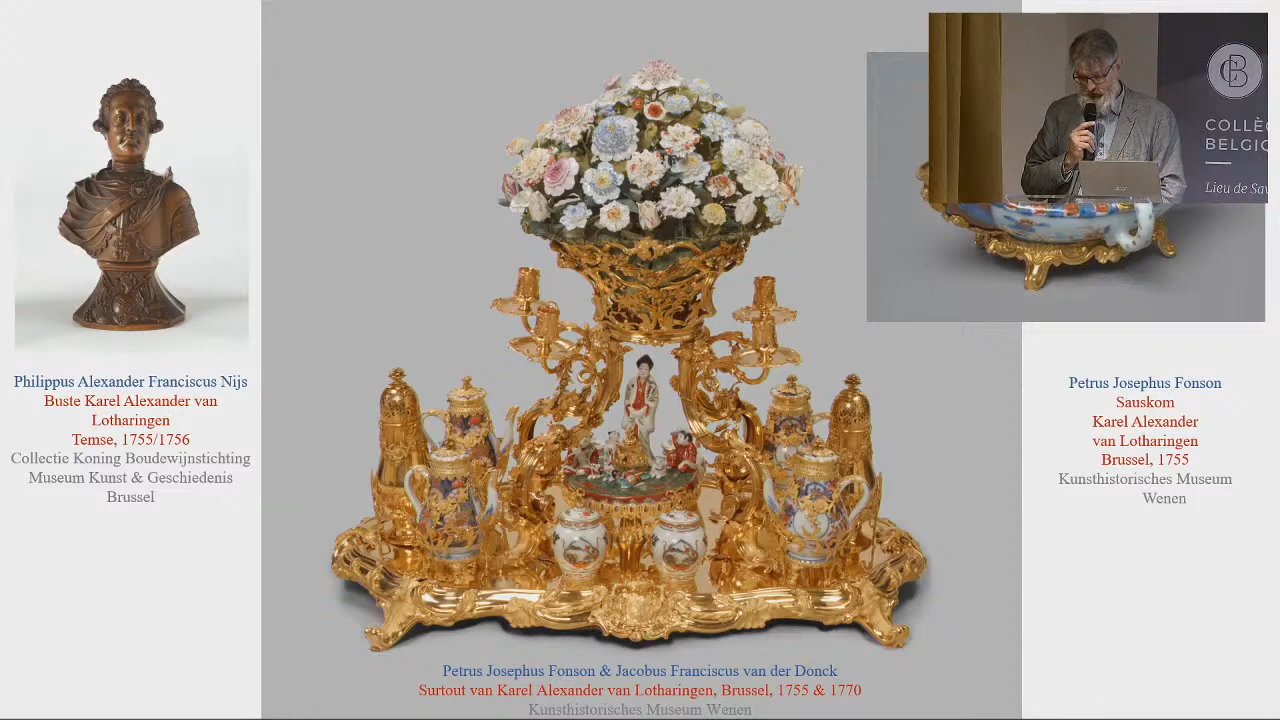 Philippus Alexander Franciscus Nijs
Buste Karel Alexander van
Lotharingen
Temse, 1755/1756
Collectie Koning Boudewijnstichting
Museum Kunst & Geschiedenis
Brussel
Petrus Josephus Fonson & Jacobus Franciscus van der Donck
Surtout van Karel Alexander van Lotharingen, Brussel, 1755 & 1770
Kunsthistorisches Museum Wenen
COLLÈ
BELGIQ
Lieu de Sav
Petrus Josephus Fonson
Sauskom
Karel Alexander
van Lotharingen
Brussel, 1755
Kunsthistorisches Museum
Wenen